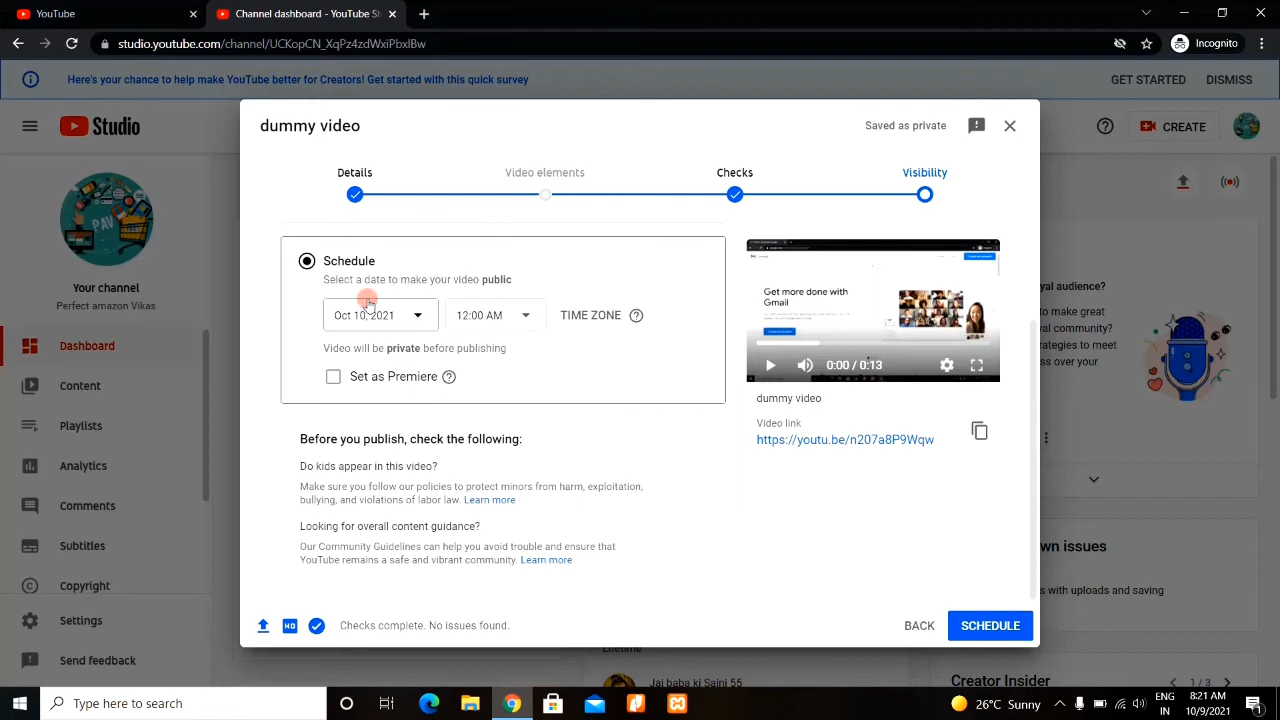 YouTube
Channel dashboard - YouTube St
studio.youtube.com/channel/UCKopCN_XqPz4zdWxiPbxlBw
Incognito
Here's your chance to help make YouTube better for Creators! Get started with this quick survey
GET STARTED
DISMISS
Studio
CREATE
dummy video
Saved as private
Details
Video elements
Checks
Visibility
PAV
Your channel
Perfect amazon Vikas
Dashboard
Content
Playlists
Analytics
Comments
Subtitles
Copyright
Settings
Send feedback
Schedule
Select a date to make your video public
Oct 10, 2021
12:00 AM
TIME ZONE
Video will be private before publishing
Set as Premiere
Before you publish, check the following:
Do kids appear in this video?
Make sure you follow our policies to protect minors from harm, exploitation,
bullying, and violations of labor law. Learn more
Looking for overall content guidance?
Our Community Guidelines can help you avoid trouble and ensure that
YouTube remains a safe and vibrant community. Learn more
Get more done with
Gmail
0:00 / 0:13
dummy video
Video link
https://youtu.be/n207a8P9Wqw
HD
Checks complete. No issues found.
BACK
SCHEDULE
yal audience?
to make great
strategies to meet
ss over
own issues
s with uploads and saving
Lifetime
Jai baba ki Saini 55
Creator Insider
1 / 3
Type here to search
26°C Sunny
ENG
IN
8:21 AM
10/9/2021